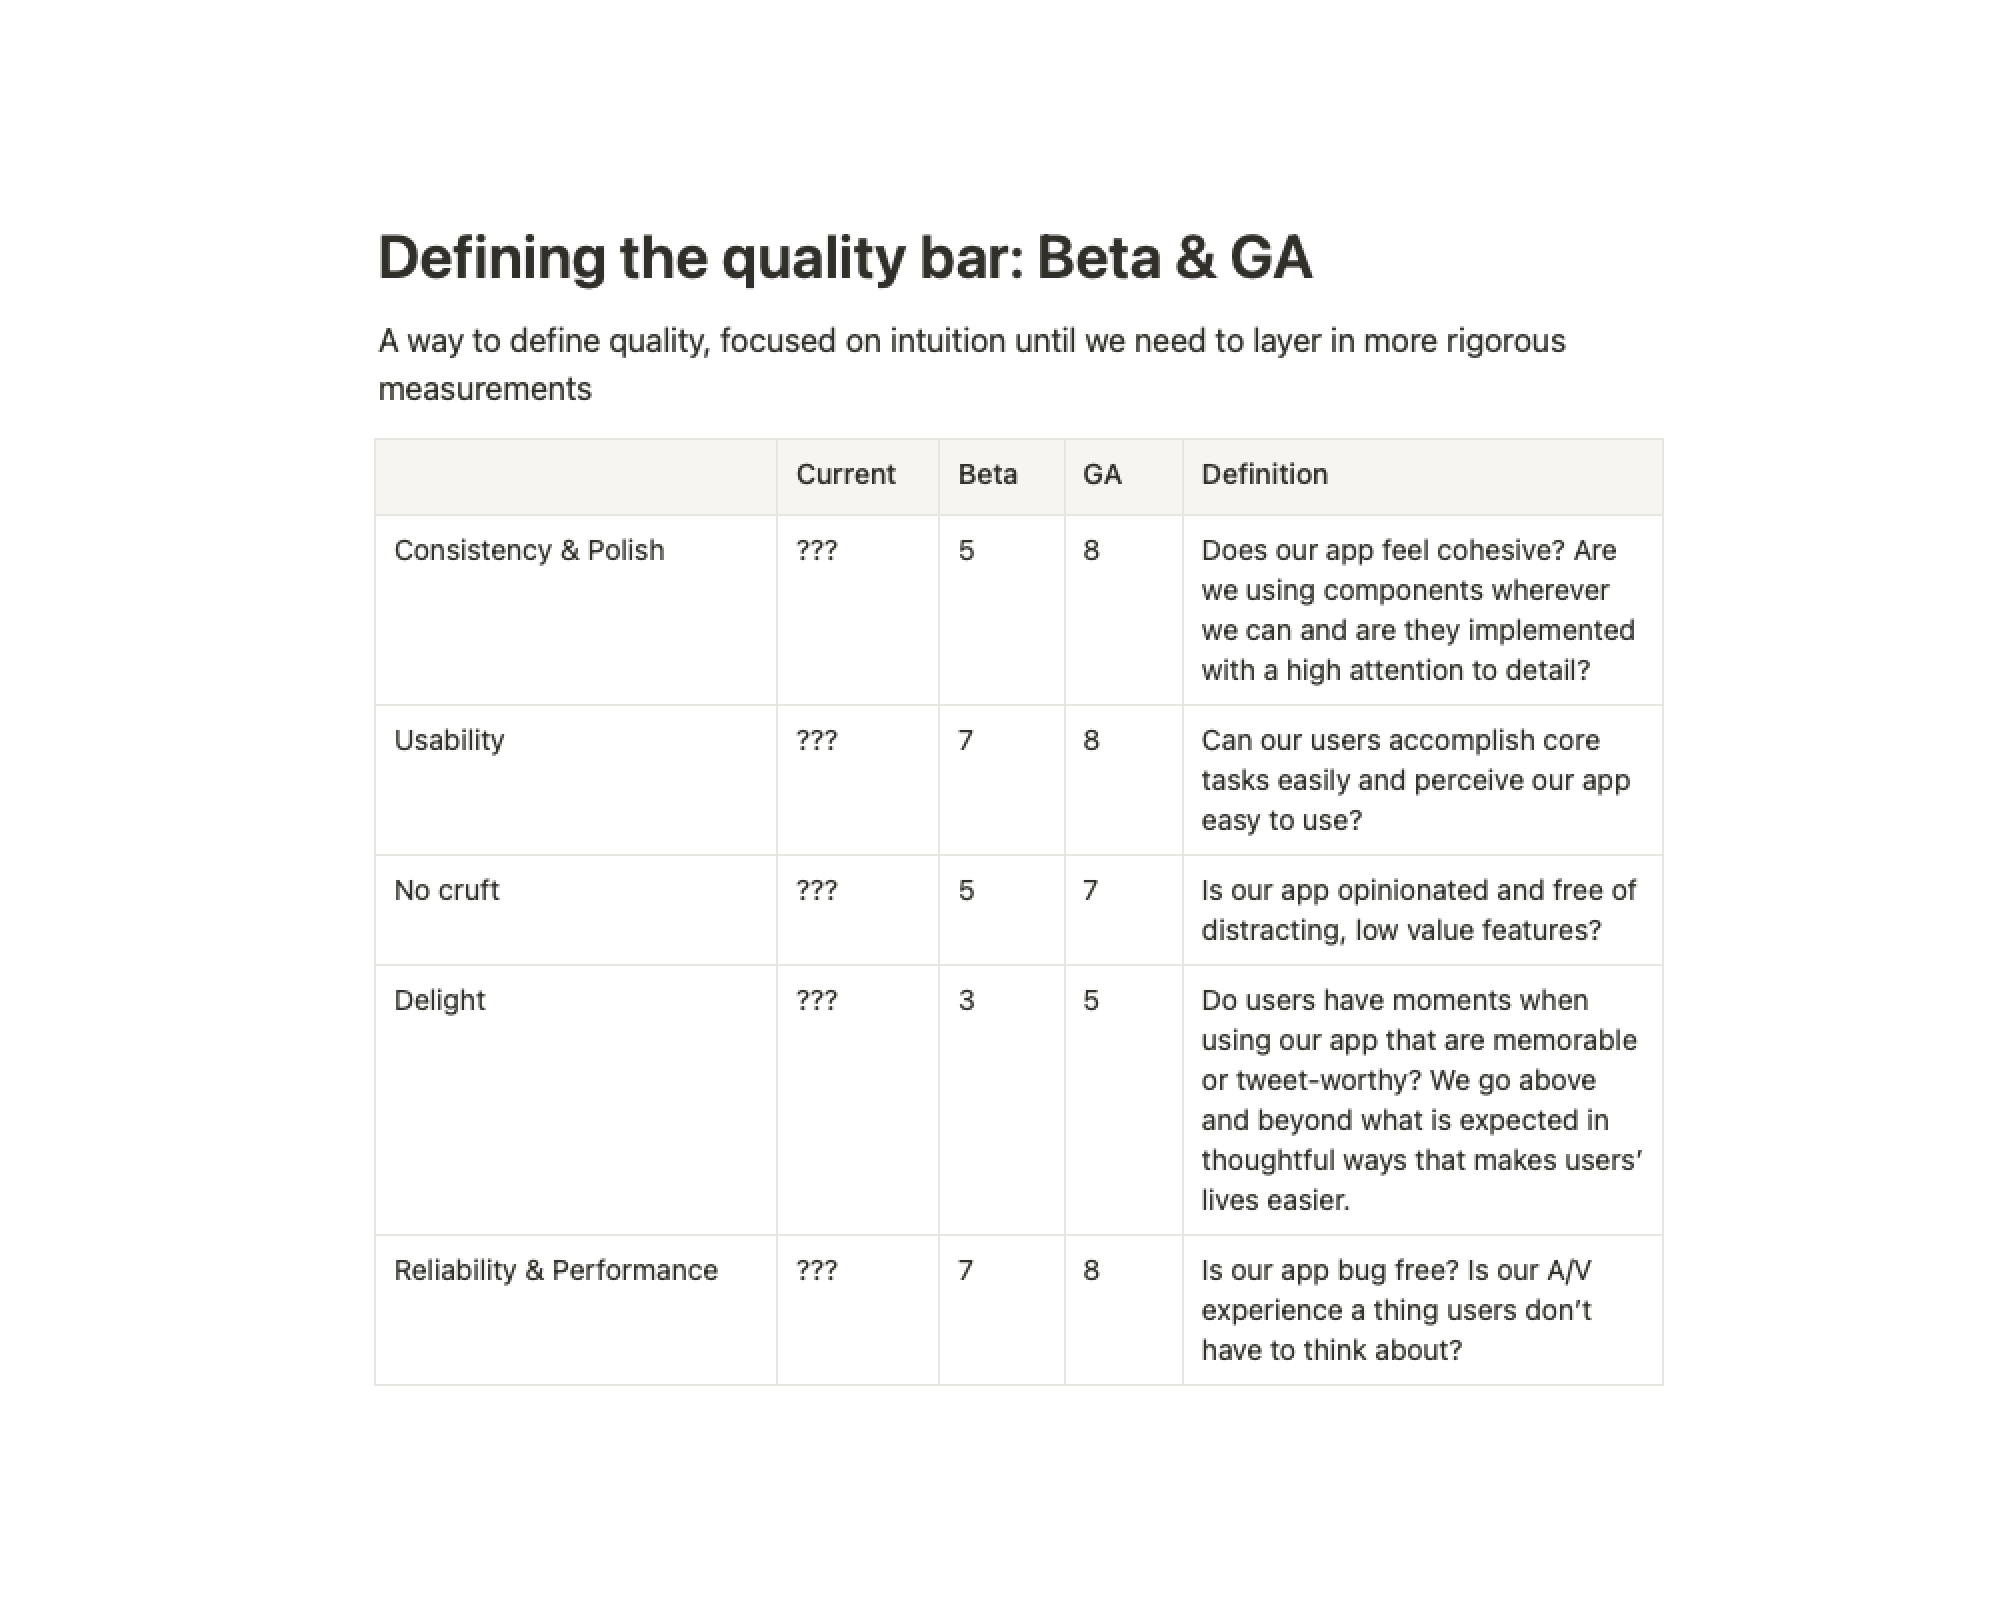 Defining the quality bar: Beta & GA
A way to define quality, focused on intuition until we need to layer in more rigorous
measurements
Current Beta GA Definition
Consistency & Polish ??? 5 8 Does our app feel cohesive? Are
we using components wherever
we can and are they implemented
with a high attention to detail?
Usability ??? 7 8 Can our users accomplish core
tasks easily and perceive our app
easy to use?
No cruft ??? 5 7 Is our app opinionated and free of
distracting, low value features?
Delight ??? 3 5 Do users have moments when
using our app that are memorable
or tweet-worthy? We go above
and beyond what is expected in
thoughtful ways that makes users’
lives easier.
Reliability & Performance ??? 7 8 Is our app bug free? Is our A/V
experience a thing users don’t
have to think about?